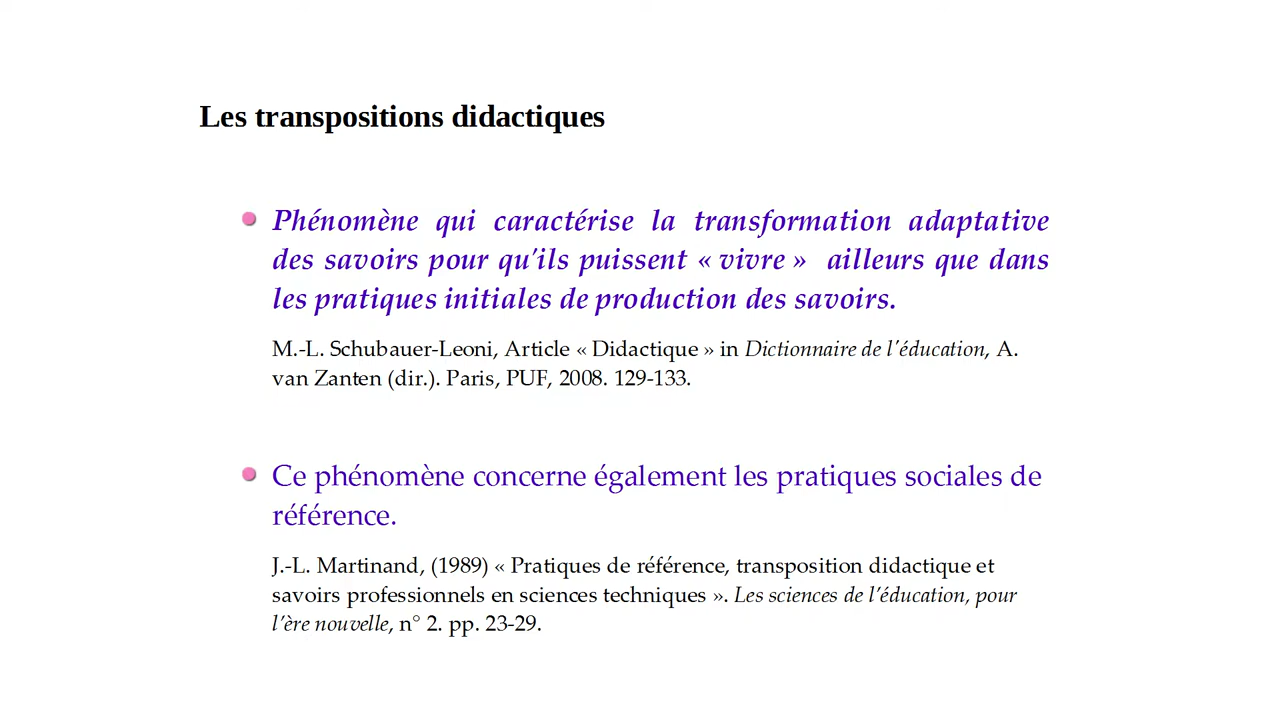 Les transpositions didactiques
Phénomène qui caractérise la transformation adaptative
des savoirs pour qu'ils puissent « vivre » ailleurs que dans
les pratiques initiales de production des savoirs.
M.-L. Schubauer-Leoni, Article « Didactique » in Dictionnaire de l'éducation, A.
van Zanten (dir.). Paris, PUF, 2008. 129-133.
Ce phénomène concerne également les pratiques sociales de
référence.
J.-L. Martinand, (1989) « Pratiques de référence, transposition didactique et
savoirs professionnels en sciences techniques ». Les sciences de l'éducation, pour
l'ère nouvelle, n° 2. pp. 23-29.